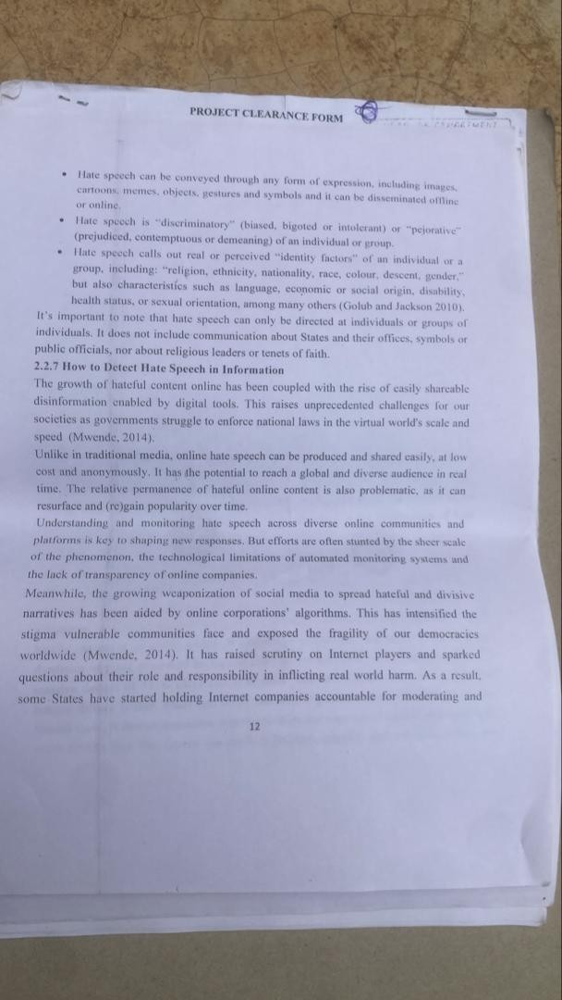 PROJECT CLEARANCE FORM
• Hate speech can be conveyed through any form of expression, including images,
cartoons, memes, objects, gestures and symbols and it can be disseminated offline
or online.
• Hate speech is "discriminatory" (biased, bigoted or intolerant) or "pejorative"
(prejudiced, contemptuous or demeaning) of an individual or group.
• Hate speech calls out real or perceived "identity factors" of an individual or a
group, including: "religion, ethnicity, nationality, race, colour, descent, gender,"
but also characteristics such as language, economic or social origin, disability,
health status, or sexual orientation, among many others (Golub and Jackson 2010).
It's important to note that hate speech can only be directed at individuals or groups of
individuals. It does not include communication about States and their offices, symbols or
public officials, nor about religious leaders or tenets of faith.
2.2.7 How to Detect Hate Speech in Information
The growth of hateful content online has been coupled with the rise of easily shareable
disinformation enabled by digital tools. This raises unprecedented challenges for our
societies as governments struggle to enforce national laws in the virtual world's scale and
speed (Mwende, 2014).
Unlike in traditional media, online hate speech can be produced and shared easily, at low
cost and anonymously. It has the potential to reach a global and diverse audience in real
time. The relative permanence of hateful online content is also problematic, as it can
resurface and (re)gain popularity over time.
Understanding and monitoring hate speech across diverse online communities and
platforms is key to shaping new responses. But efforts are often stunted by the sheer scale
of the phenomenon, the technological limitations of automated monitoring systems and
the lack of transparency of online companies.
Meanwhile, the growing weaponization of social media to spread hateful and divisive
narratives has been aided by online corporations' algorithms. This has intensified the
stigma vulnerable communities face and exposed the fragility of our democracies
worldwide (Mwende, 2014). It has raised scrutiny on Internet players and sparked
questions about their role and responsibility in inflicting real world harm. As a result,
some States have started holding Internet companies accountable for moderating and
12